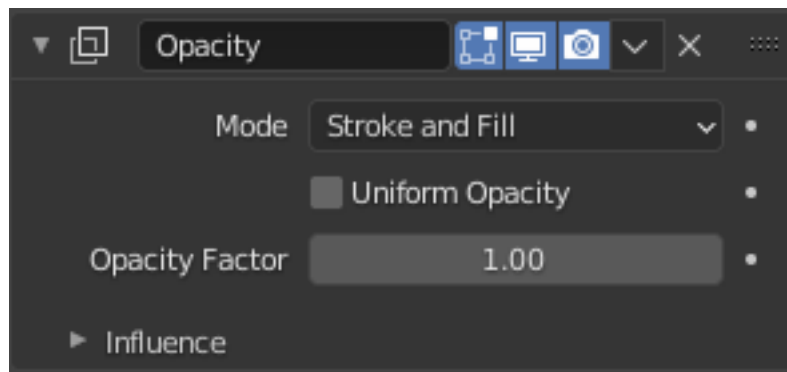 Opacity
Mode Stroke and Fill
Uniform Opacity
Opacity Factor 1.00
Influence